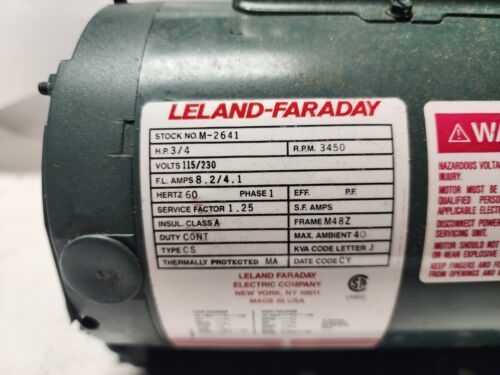 LELAND-FARADAY
STOCK NO. M-2641
H.P. 3/4 R.P.M. 3450
VOLTS 115/230
F.L. AMPS 8.2/4.1
HERTZ 60 PHASE 1 EFF. P.F.
SERVICE FACTOR 1.25 S.F. AMPS
INSUL. CLASS A FRAME M48Z
DUTY CONT MAX. AMBIENT 40
TYPE CS KVA CODE LETTER J
THERMALLY PROTECTED MA DATE CODE CY
LELAND FARADAY
ELECTRIC COMPANY
NEW YORK, NY 10011
MADE IN USA
WA
HAZARDOUS VOLTA
INJURY.
MOTOR MUST BE
QUALIFIED PERSO
APPLICABLE ELECT
DISCONNECT POWER
SERVICING UNIT.
MOTOR SHOULD NOT
OR NEAR EXPLOSIVE
KEEP FINGERS AND F
FROM OPENINGS AND